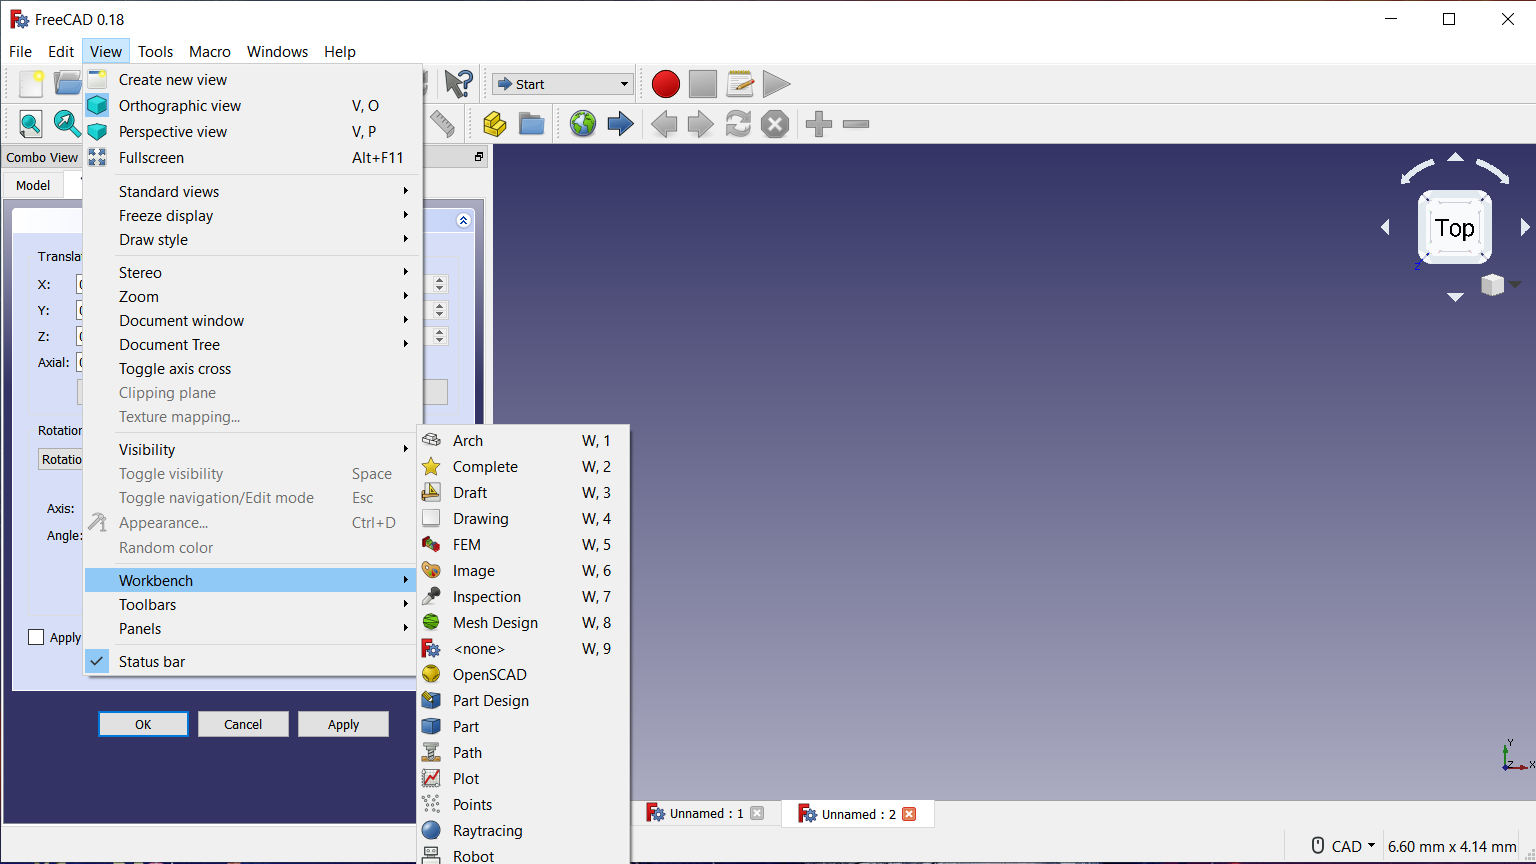 FreeCAD 0.18
File Edit View Tools Macro Windows Help
Create new view
Start
Orthographic view V, O
Perspective view V, P
Combo View
Fullscreen Alt+F11
Model
Standard views
Freeze display
Draw style
Top
Z
Stereo
Zoom
Document window
Document Tree
Toggle axis cross
Clipping plane
Texture mapping...
X:
Y:
Z:
Axial:
Visibility
Toggle visibility Space
Toggle navigation/Edit mode Esc
Appearance... Ctrl+D
Random color
Axis:
Angle:
Workbench
Toolbars
Panels
Apply
Status bar
OK Cancel Apply
Arch W, 1
Complete W, 2
Draft W, 3
Drawing W, 4
FEM W, 5
Image W, 6
Inspection W, 7
Mesh Design W, 8
<none> W, 9
OpenSCAD
Part Design
Part
Path
Plot
Points
Raytracing
Robot
Y
Z X
Unnamed : 1 Unnamed : 2
CAD 6.60 mm x 4.14 mm